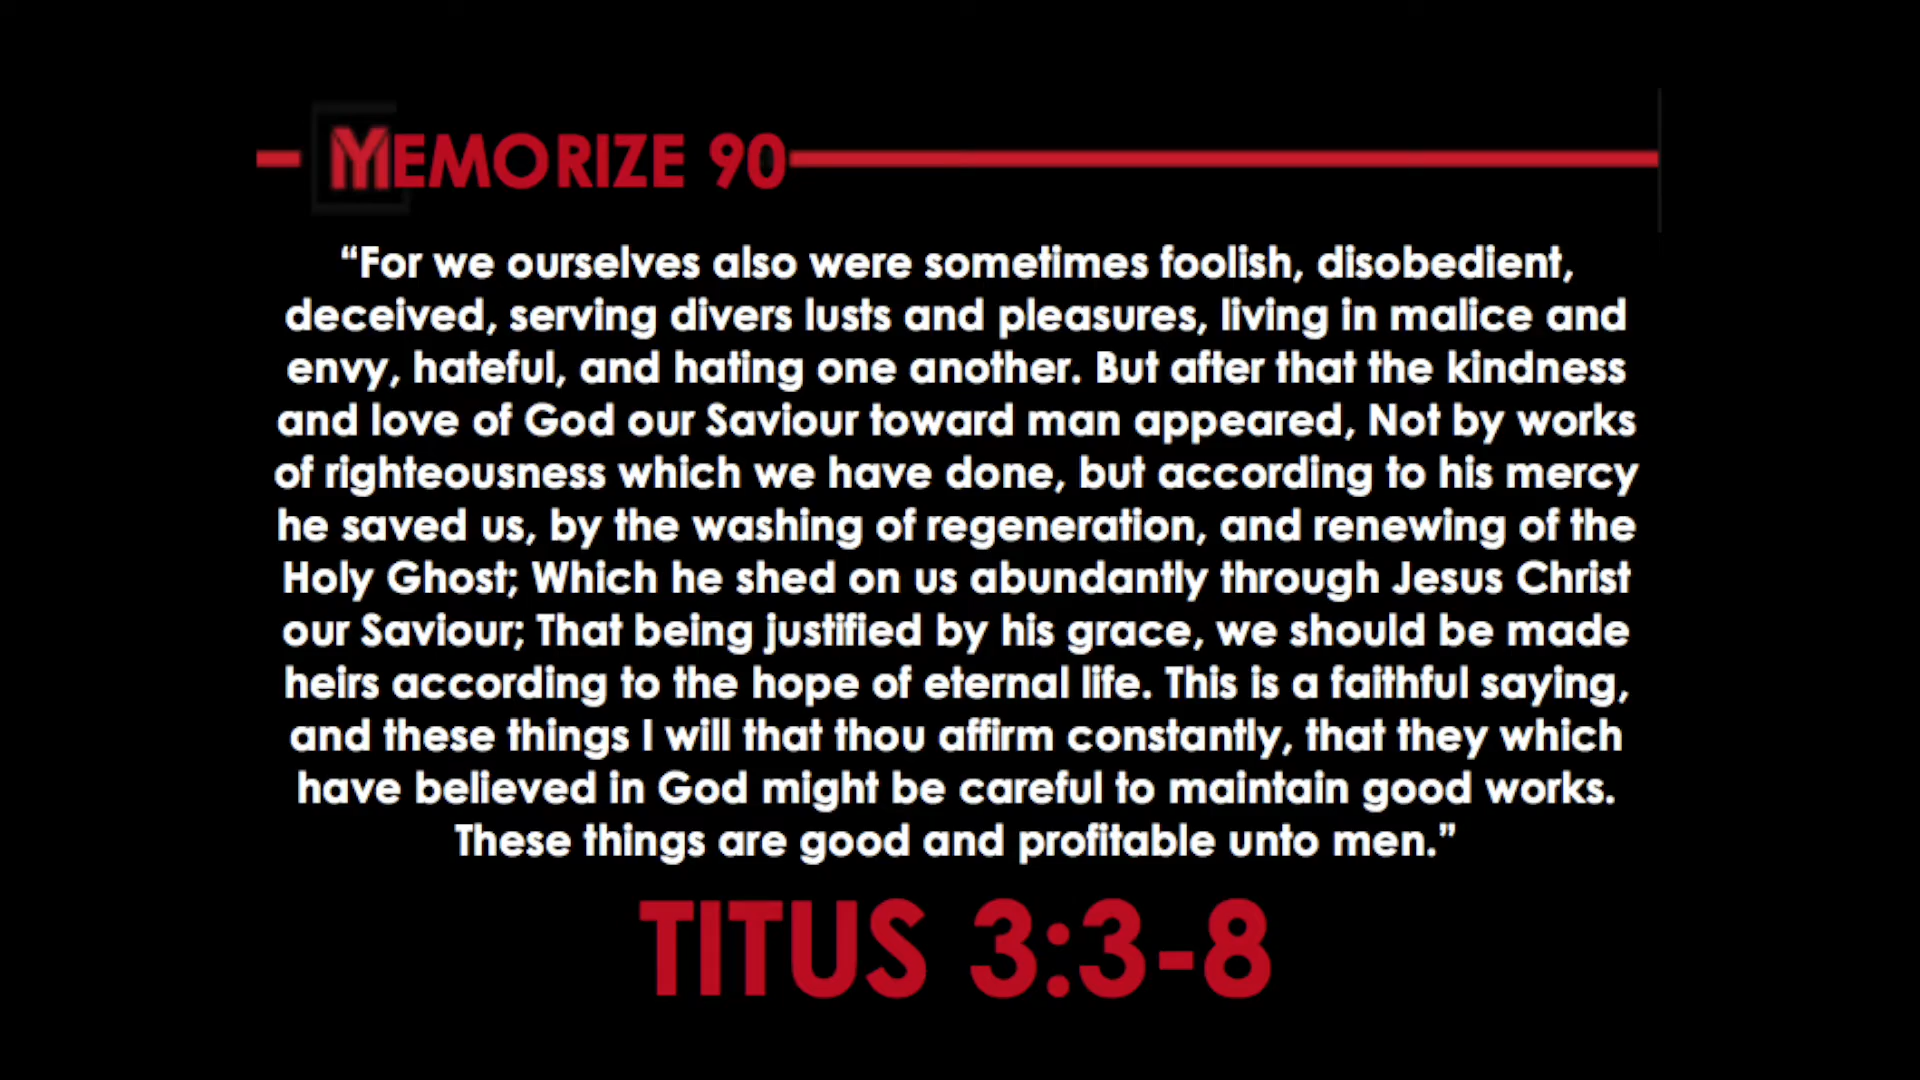 MEMORIZE 90
“For we ourselves also were sometimes foolish, disobedient,
deceived, serving divers lusts and pleasures, living in malice and
envy, hateful, and hating one another. But after that the kindness
and love of God our Saviour toward man appeared, Not by works
of righteousness which we have done, but according to his mercy
he saved us, by the washing of regeneration, and renewing of the
Holy Ghost; Which he shed on us abundantly through Jesus Christ
our Saviour; That being justified by his grace, we should be made
heirs according to the hope of eternal life. This is a faithful saying,
and these things I will that thou affirm constantly, that they which
have believed in God might be careful to maintain good works.
These things are good and profitable unto men.”
TITUS 3:3-8